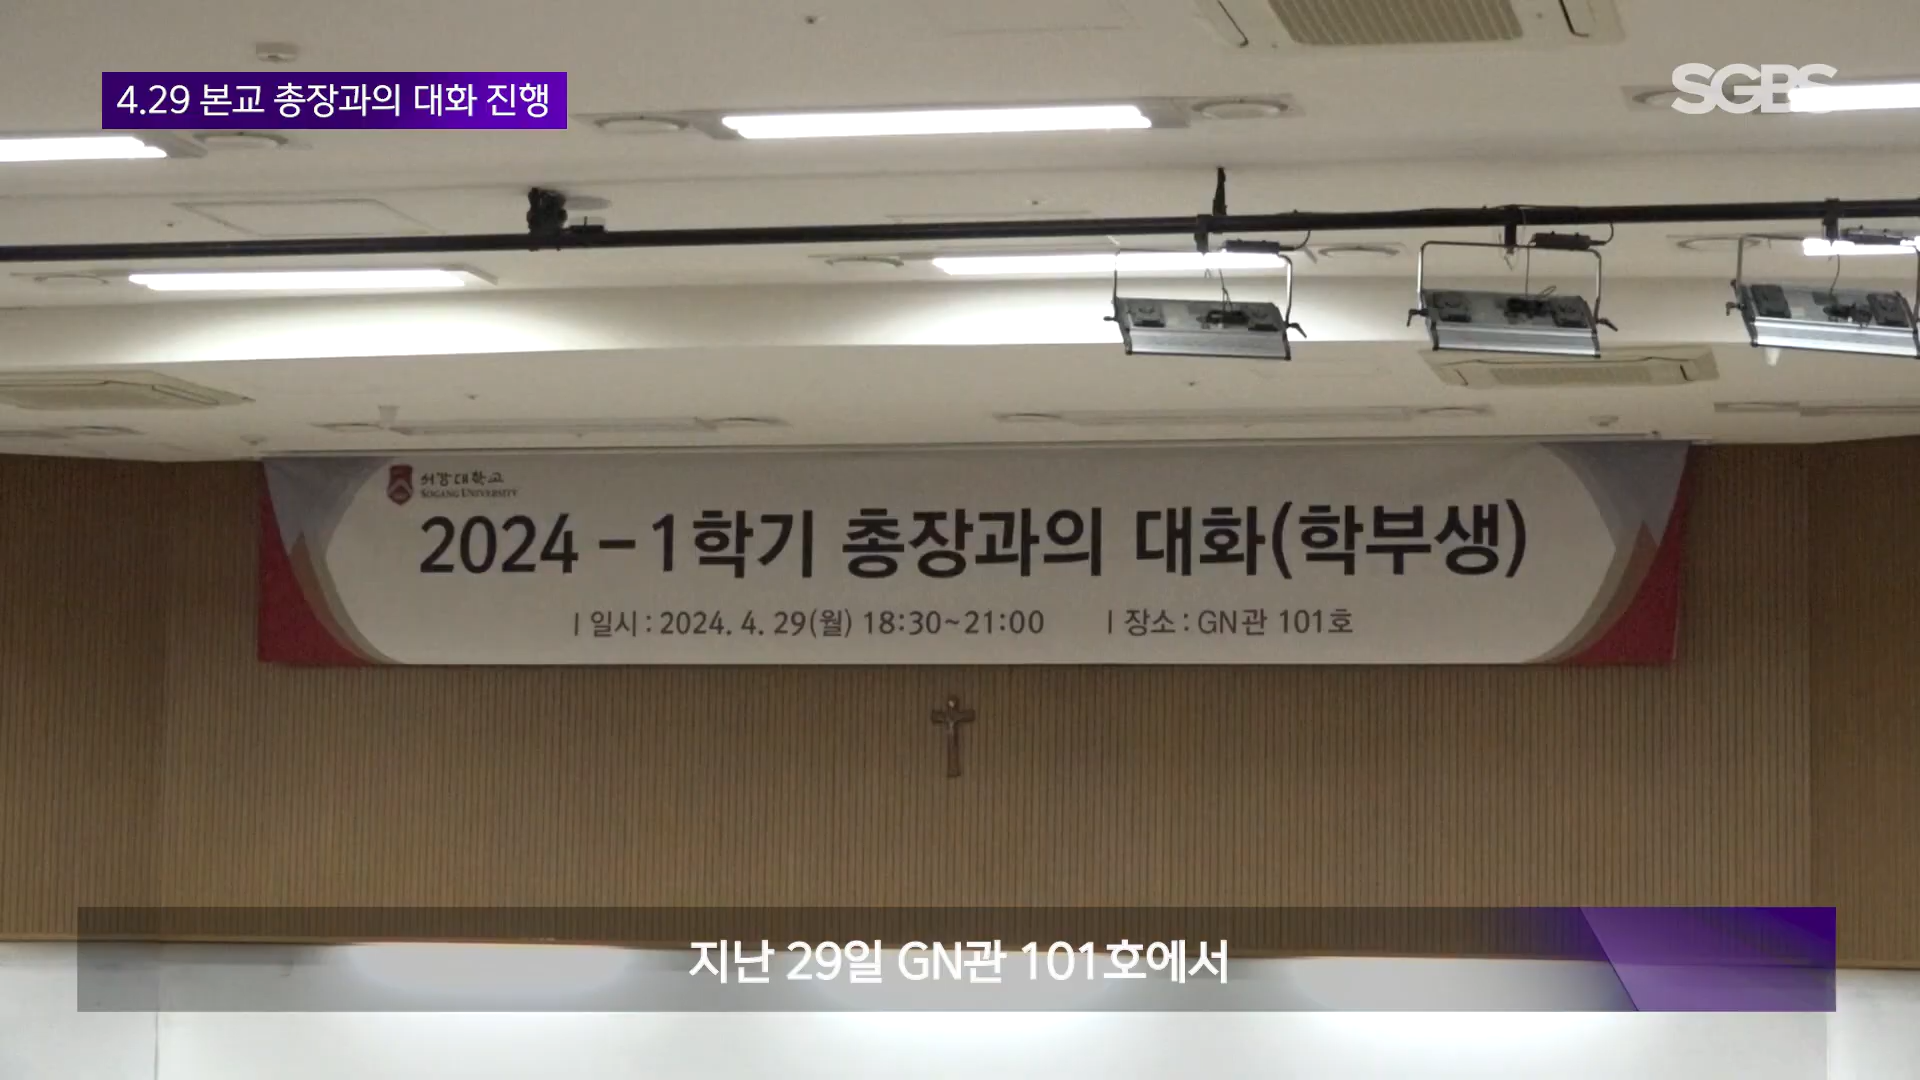 4.29 본교 총장과의 대화 진행
SGBS
서강대학교
SOGANG UNIVERSITY
2024 - 1학기 총장과의 대화(학부생)
| 일시 : 2024. 4. 29(월) 18:30~21:00 | 장소 : GN관 101호
지난 29일 GN관 101호에서